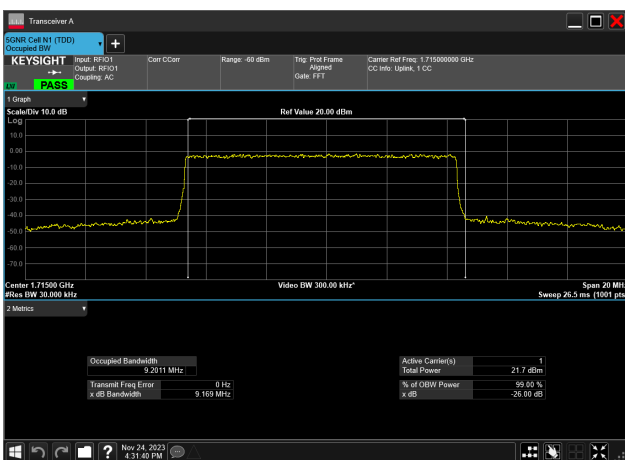 Transceiver A
5GNR Cell N1 (TDD)
Occupied BW
KEYSIGHT
Input: RFIO1
Output: RFIO1
Coupling: AC
Corr CCorr
Range: -60 dBm
Trig: Prot Frame
Aligned
Gate: FFT
Carrier Ref Freq: 1.715000000 GHz
CC Info: Uplink, 1 CC
LXI
PASS
1 Graph
Scale/Div 10.0 dB
Ref Value 20.00 dBm
Log
10.0
0.00
-10.0
-20.0
-30.0
-40.0
-50.0
-60.0
-70.0
Center 1.71500 GHz
Video BW 300.00 kHz*
Span 20 MH
#Res BW 30.000 kHz
Sweep 26.5 ms (1001 pts
2 Metrics
Occupied Bandwidth
9.2011 MHz
Active Carrier(s) 1
Total Power 21.7 dBm
Transmit Freq Error 0 Hz
x dB Bandwidth 9.169 MHz
% of OBW Power 99.00 %
x dB -26.00 dB
?
Nov 24, 2023
4:31:40 PM